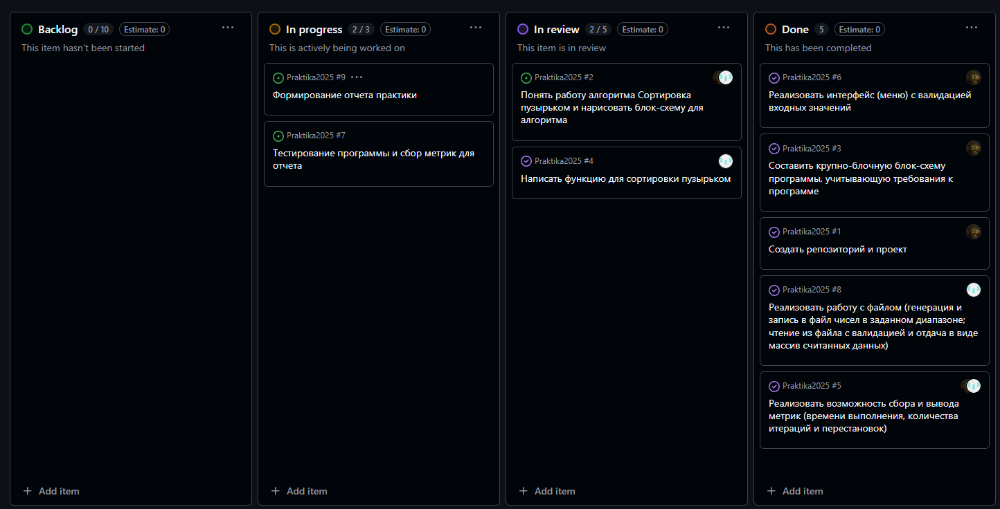 Backlog 0 / 10 Estimate: 0
This item hasn't been started
Add item
In progress 2 / 3 Estimate: 0
This is actively being worked on
Praktika2025 #9
Формирование отчета практики
Praktika2025 #7
Тестирование программы и сбор метрик для
отчета
Add item
In review 2 / 5 Estimate: 0
This item is in review
Praktika2025 #2
Понять работу алгоритма Сортировка
пузырьком и нарисовать блок-схему для
алгоритма
Praktika2025 #4
Написать функцию для сортировки пузырьком
Add item
Done 5 Estimate: 0
This has been completed
Praktika2025 #6
Реализовать интерфейс (меню) с валидацией
входных значений
Praktika2025 #3
Составить крупно-блочную блок-схему
программы, учитывающую требования к
программе
Praktika2025 #1
Создать репозиторий и проект
Praktika2025 #8
Реализовать работу с файлом (генерация и
запись в файл чисел в заданном диапазоне;
чтение из файла с валидацией и отдача в виде
массив считанных данных)
Praktika2025 #5
Реализовать возможность сбора и вывода
метрик (времени выполнения, количества
итераций и перестановок)
Add item